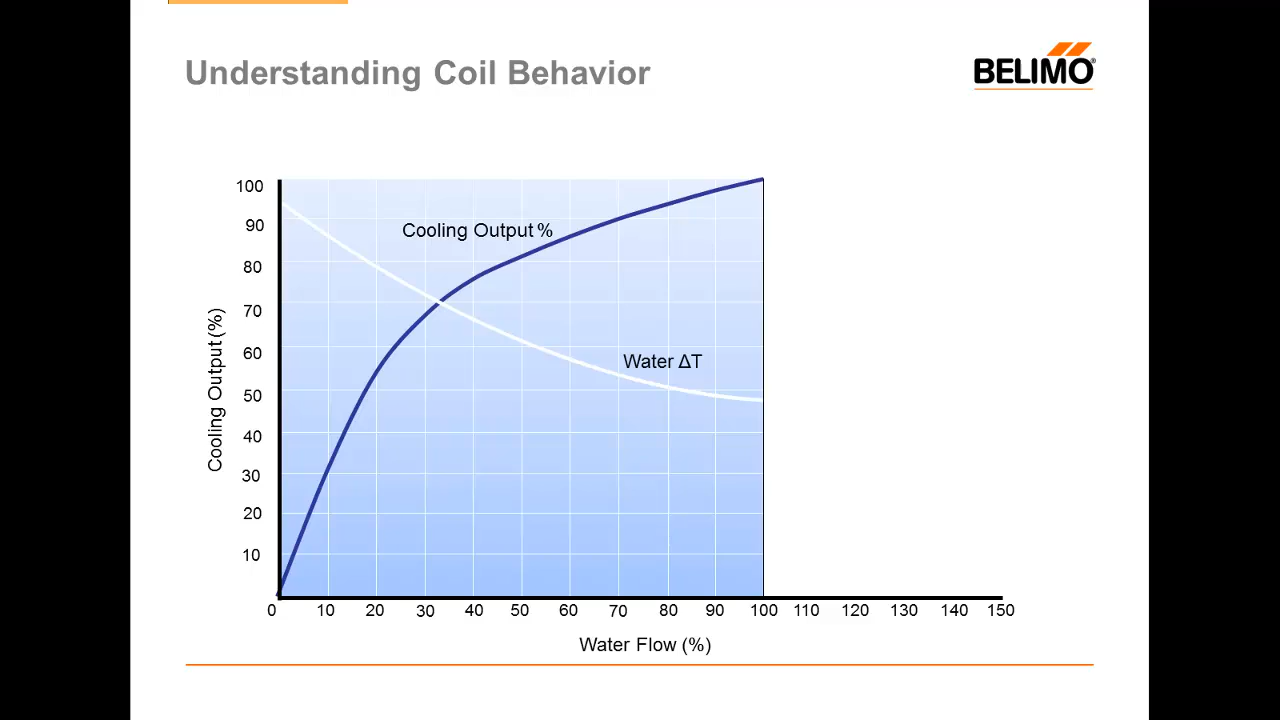 Understanding Coil Behavior
BELIMO®
100
90
80
70
60
50
40
30
20
10
Cooling Output (%)
Cooling Output %
Water ΔT
0 10 20 30 40 50 60 70 80 90 100 110 120 130 140 150
Water Flow (%)